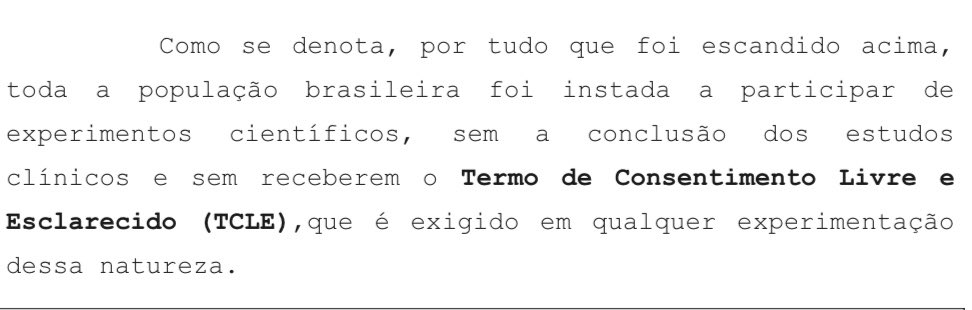 Como se denota, por tudo que foi escandido acima,
toda a população brasileira foi instada a participar de
experimentos científicos, sem a conclusão dos estudos
clínicos e sem receberem o Termo de Consentimento Livre e
Esclarecido (TCLE),que é exigido em qualquer experimentação
dessa natureza.